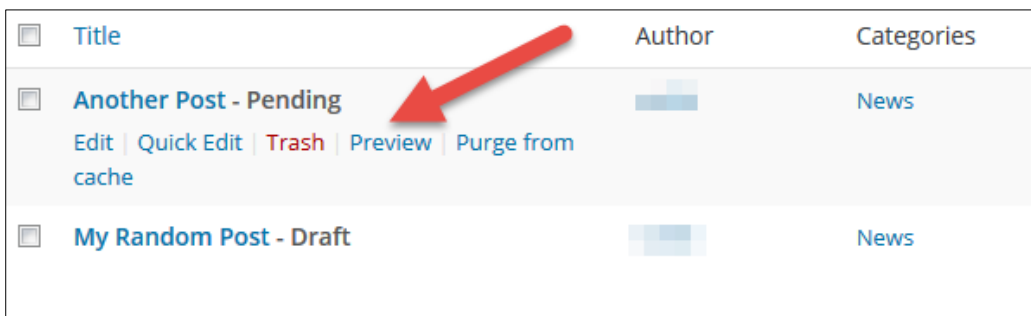 Title Author Categories
Another Post - Pending News
Edit | Quick Edit | Trash | Preview | Purge from
cache
My Random Post - Draft News